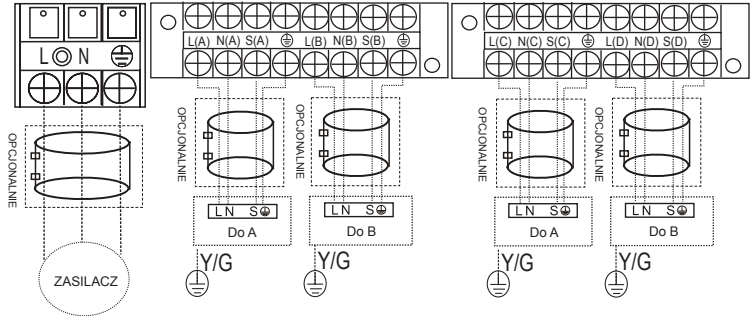 L N
OPCJONALNIE
ZASILACZ
L(A) N(A) S(A) L(B) N(B) S(B)
OPCJONALNIE
OPCJONALNIE
L N S
Do A
L N S
Do B
Y/G
Y/G
L(C) N(C) S(C) L(D) N(D) S(D)
OPCJONALNIE
OPCJONALNIE
L N S
Do A
L N S
Do B
Y/G
Y/G